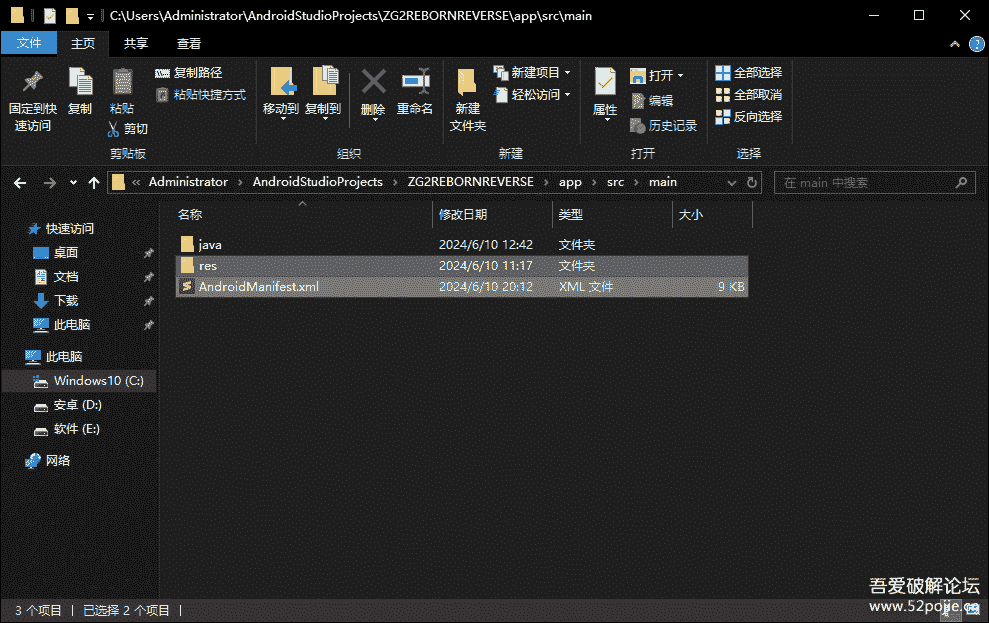 C:\Users\Administrator\AndroidStudioProjects\ZG2REBORNREVERSE\app\src\main
文件 主页 共享 查看
固定到快速访问
复制
粘贴
复制路径
粘贴快捷方式
剪切
剪贴板
移动到
复制到
删除
重命名
组织
新建
文件夹
新建项目
轻松访问
新建
属性
打开
编辑
历史记录
打开
全部选择
全部取消
反向选择
选择
« Administrator › AndroidStudioProjects › ZG2REBORNREVERSE › app › src › main
在 main 中搜索
快速访问
桌面
文档
下载
此电脑
此电脑
Windows10 (C:)
安卓 (D:)
软件 (E:)
网络
名称 修改日期 类型 大小
java 2024/6/10 12:42 文件夹
res 2024/6/10 11:17 文件夹
AndroidManifest.xml 2024/6/10 20:12 XML 文件 9 KB
3 个项目 | 已选择 2 个项目 |
吾爱破解论坛